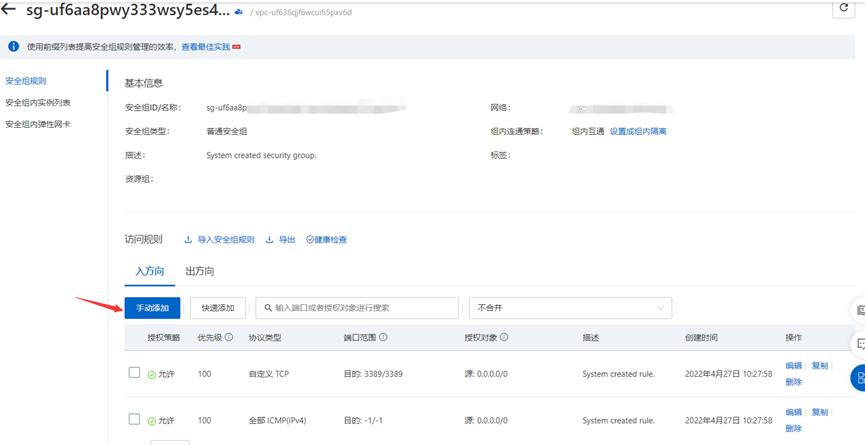 sg-uf6aa8pwy333wsy5es4... / vpc-uf636qjf6wcuifi5pxv6d
使用前缀列表提高安全组规则管理的效率，查看最佳实践
安全组规则
安全组内实例列表
安全组内弹性网卡
基本信息
安全组ID/名称： sg-uf6aa8p 网络：
安全组类型： 普通安全组 组内连通策略： 组内互通 设置成组内隔离
描述： System created security group. 标签：
资源组：
访问规则 导入安全组规则 导出 健康检查
入方向 出方向
手动添加 快速添加 输入端口或者授权对象进行搜索 不合并
授权策略 优先级 协议类型 端口范围 授权对象 描述 创建时间 操作
允许 100 自定义 TCP 目的: 3389/3389 源: 0.0.0.0/0 System created rule. 2022年4月27日 10:27:58 编辑 | 复制 |
删除
允许 100 全部 ICMP(IPv4) 目的: -1/-1 源: 0.0.0.0/0 System created rule. 2022年4月27日 10:27:58 编辑 | 复制 |
删除